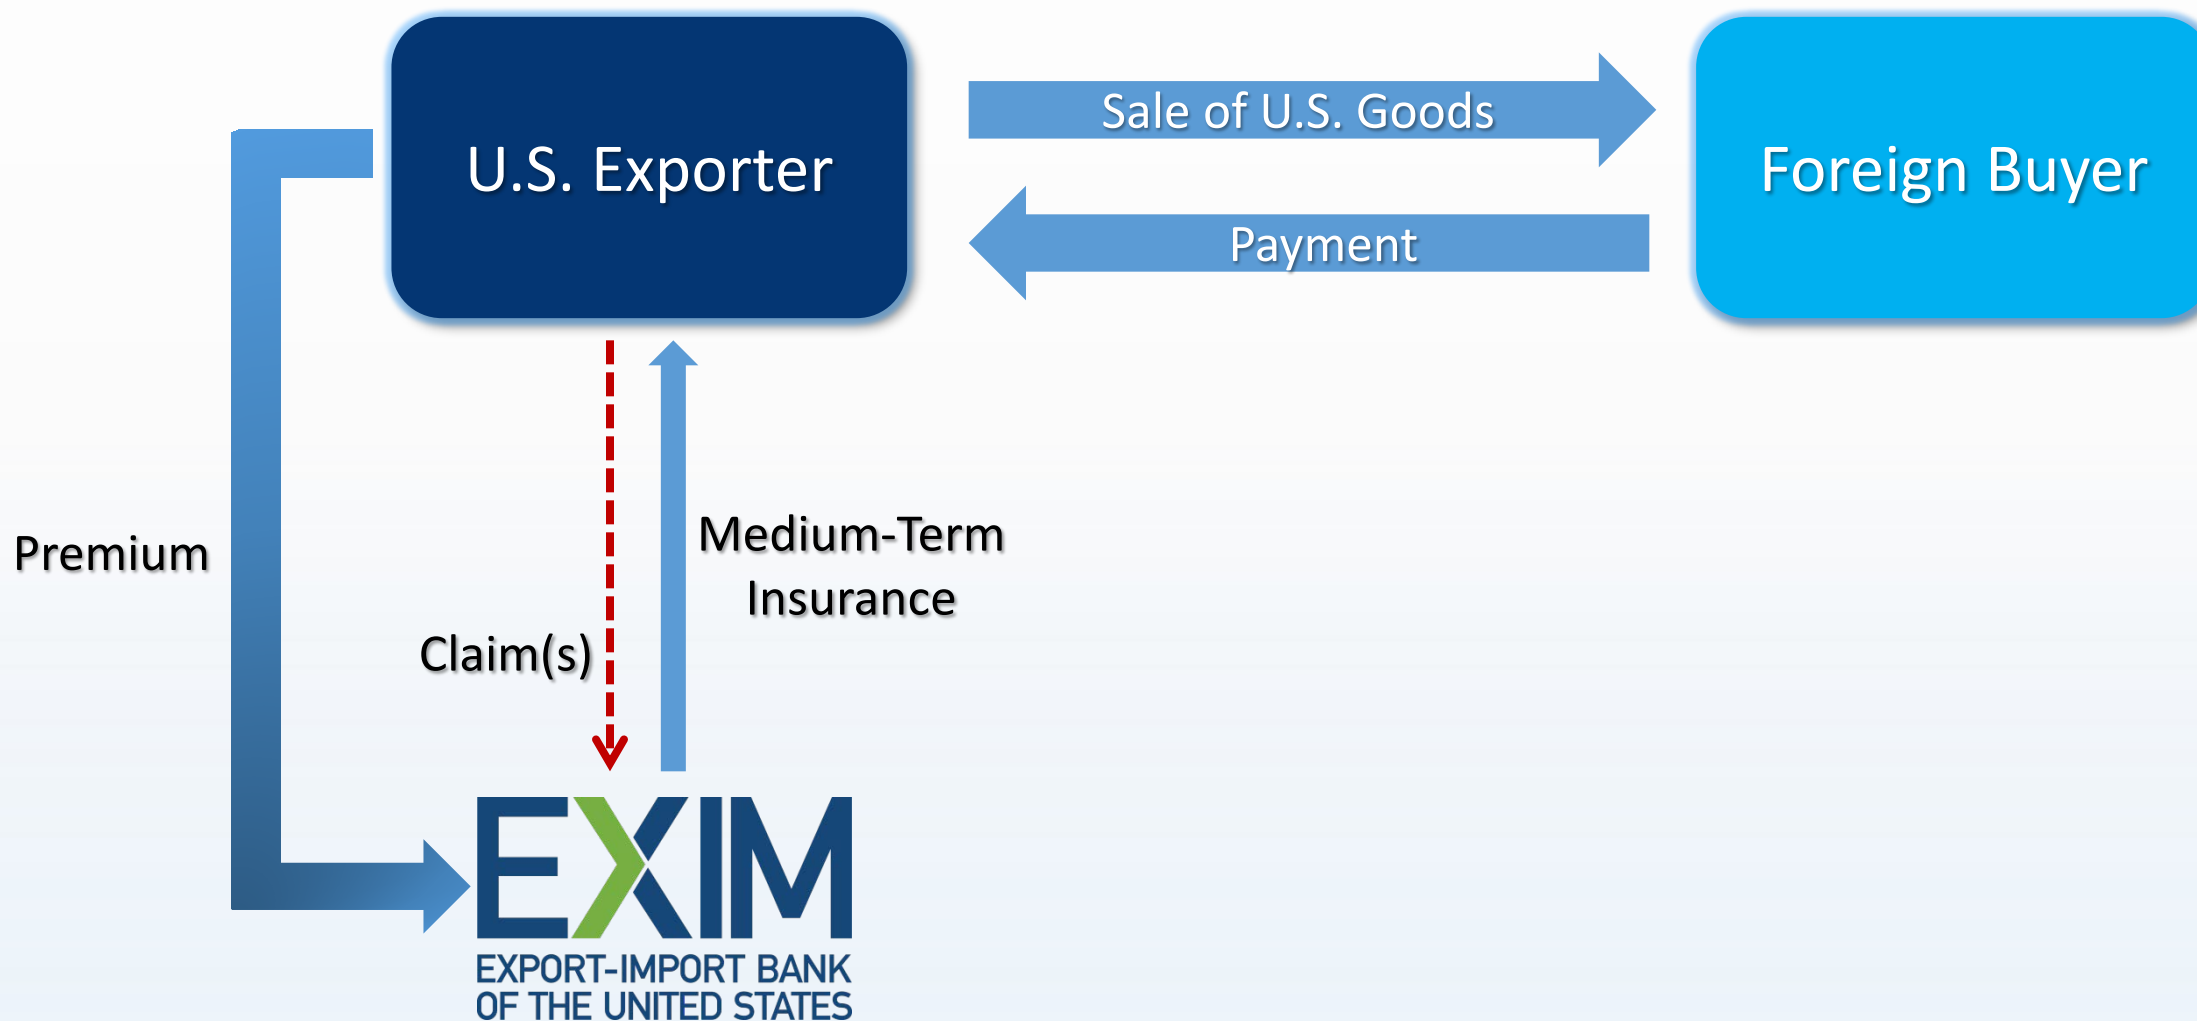 U.S. Exporter
Sale of U.S. Goods
Payment
Foreign Buyer
Premium
Claim(s)
Medium-Term
Insurance
EXIM
EXPORT-IMPORT BANK
OF THE UNITED STATES